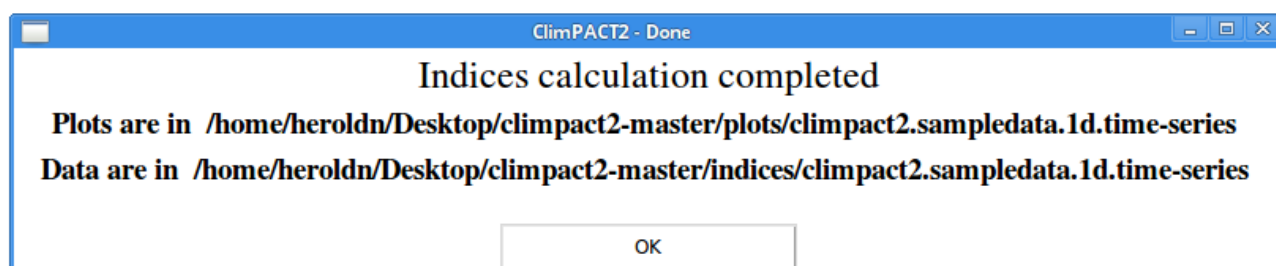 ClimPACT2 - Done
Indices calculation completed
Plots are in /home/heroldn/Desktop/climpact2-master/plots/climpact2.sampledata.1d.time-series
Data are in /home/heroldn/Desktop/climpact2-master/indices/climpact2.sampledata.1d.time-series
OK